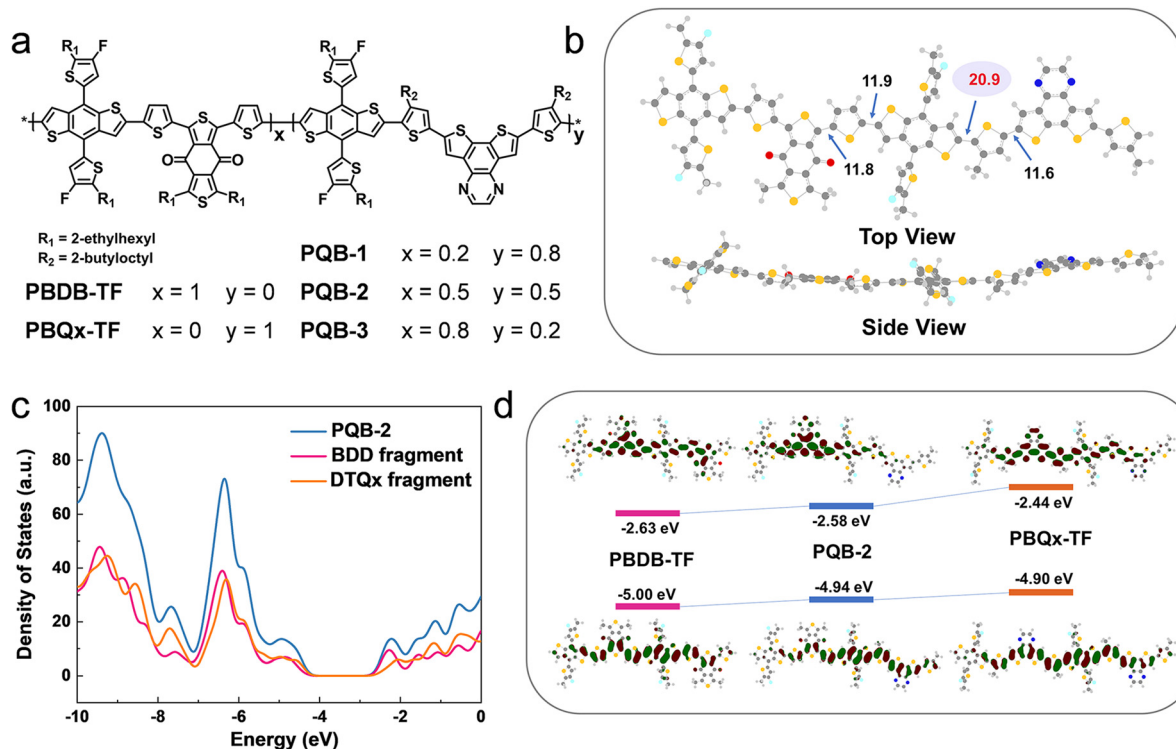 a
R1 F R1 F R2 R2
S S S S
S S S S S S S S
* x * y
O O S S
S S N N
F R1 R1 S R1 F R1
R1 = 2-ethylhexyl
R2 = 2-butyloctyl
PQB-1 x = 0.2 y = 0.8
PBDB-TF x = 1 y = 0 PQB-2 x = 0.5 y = 0.5
PBQx-TF x = 0 y = 1 PQB-3 x = 0.8 y = 0.2
b
11.9 20.9
11.8 11.6
Top View
Side View
c
Density of States (a.u.)
100
80
60
40
20
0
PQB-2
BDD fragment
DTQx fragment
-10 -8 -6 -4 -2 0
Energy (eV)
d
-2.63 eV -2.58 eV -2.44 eV
PBDB-TF PQB-2 PBQx-TF
-5.00 eV -4.94 eV -4.90 eV